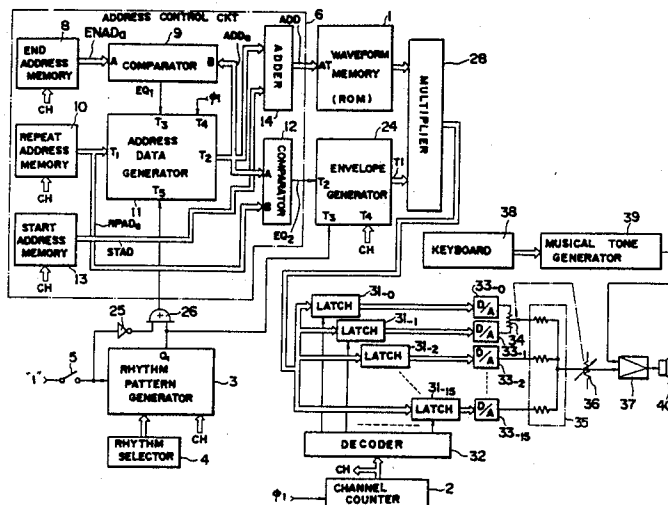 ADDRESS CONTROL CKT
8
ENADa
9
ADDa
ADD
6
1
END ADDRESS MEMORY
A COMPARATOR B
ADDER
AT WAVEFORM MEMORY (ROM)
28
MULTIPLIER
CH
EQ1
ϕ1
14
10
T3 T4
12
24
REPEAT ADDRESS MEMORY
T1 ADDRESS DATA GENERATOR T2
T5
A COMPARATOR B
T2 ENVELOPE GENERATOR T1
T3 T4
CH
11
EQ2
CH
RPADa
STAD
START ADDRESS MEMORY
13
CH
38
39
KEYBOARD
MUSICAL TONE GENERATOR
25
26
"1"
5
Q1
RHYTHM PATTERN GENERATOR
3
CH
RHYTHM SELECTOR
4
LATCH 31-0
D/A 33-0
LATCH 31-1
D/A 33-1
34
LATCH 31-2
D/A 33-2
LATCH 31-15
D/A 33-15
35
36
37
40
DECODER
32
CH
ϕ1
CHANNEL COUNTER
2